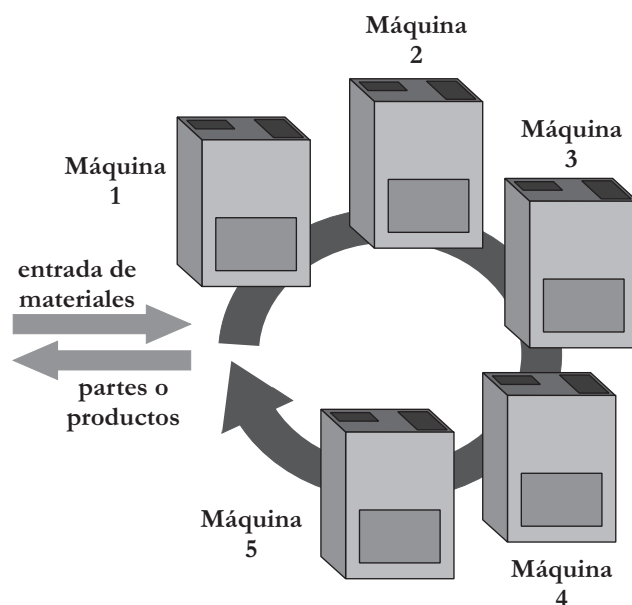 Máquina
1
Máquina
2
Máquina
3
Máquina
4
Máquina
5
entrada de
materiales
partes o
productos